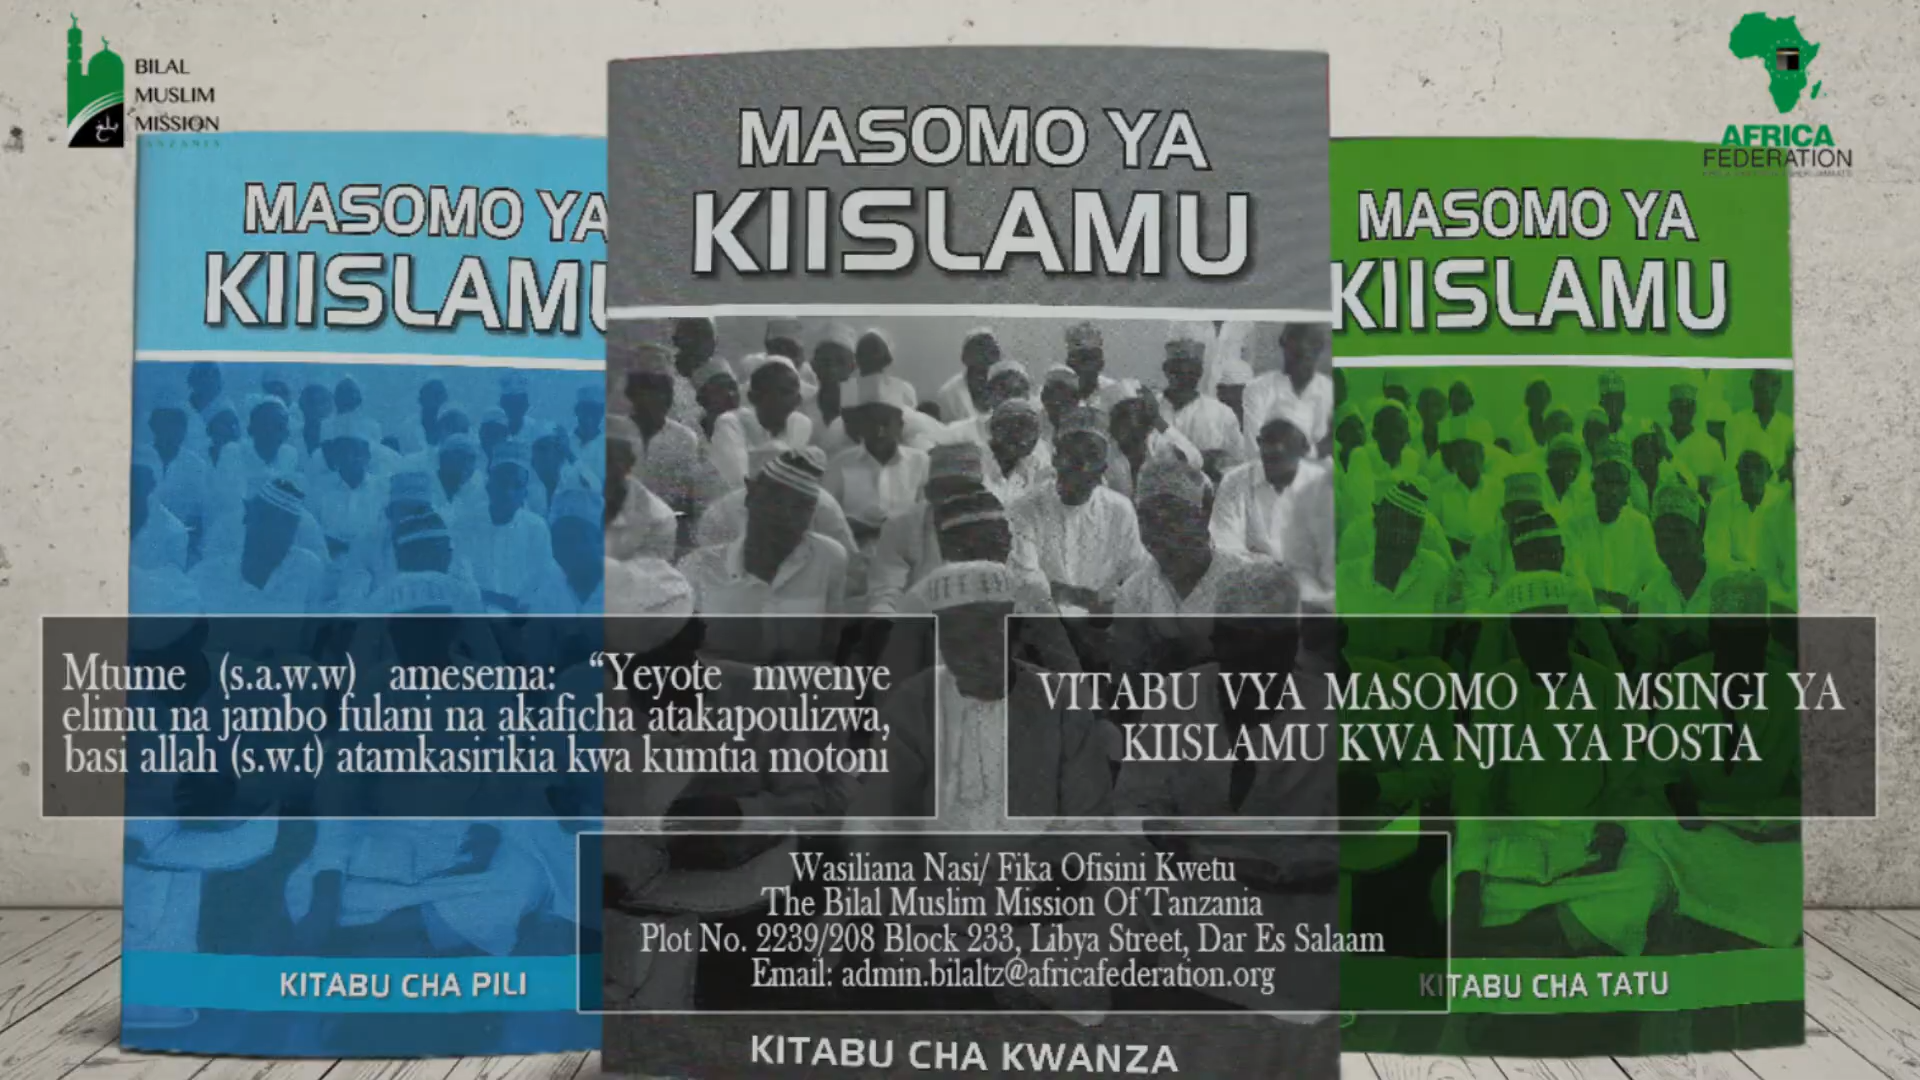 BILAL
MUSLIM
MISSION
TANZANIA
بلغ
AFRICA
FEDERATION
MASOMO YA
KIISLAMU
KITABU CHA PILI
MASOMO YA
KIISLAMU
KITABU CHA KWANZA
MASOMO YA
KIISLAMU
KITABU CHA TATU
Mtume (s.a.w.w) amesema: “Yeyote mwenye
elimu na jambo fulani na akaficha atakapoulizwa,
basi allah (s.w.t) atamkasirikia kwa kumtia motoni
VITABU VYA MASOMO YA MSINGI YA
KIISLAMU KWA NJIA YA POSTA
Wasiliana Nasi/ Fika Ofisini Kwetu
The Bilal Muslim Mission Of Tanzania
Plot No. 2239/208 Block 233, Libya Street, Dar Es Salaam
Email: admin.bilaltz@africafederation.org